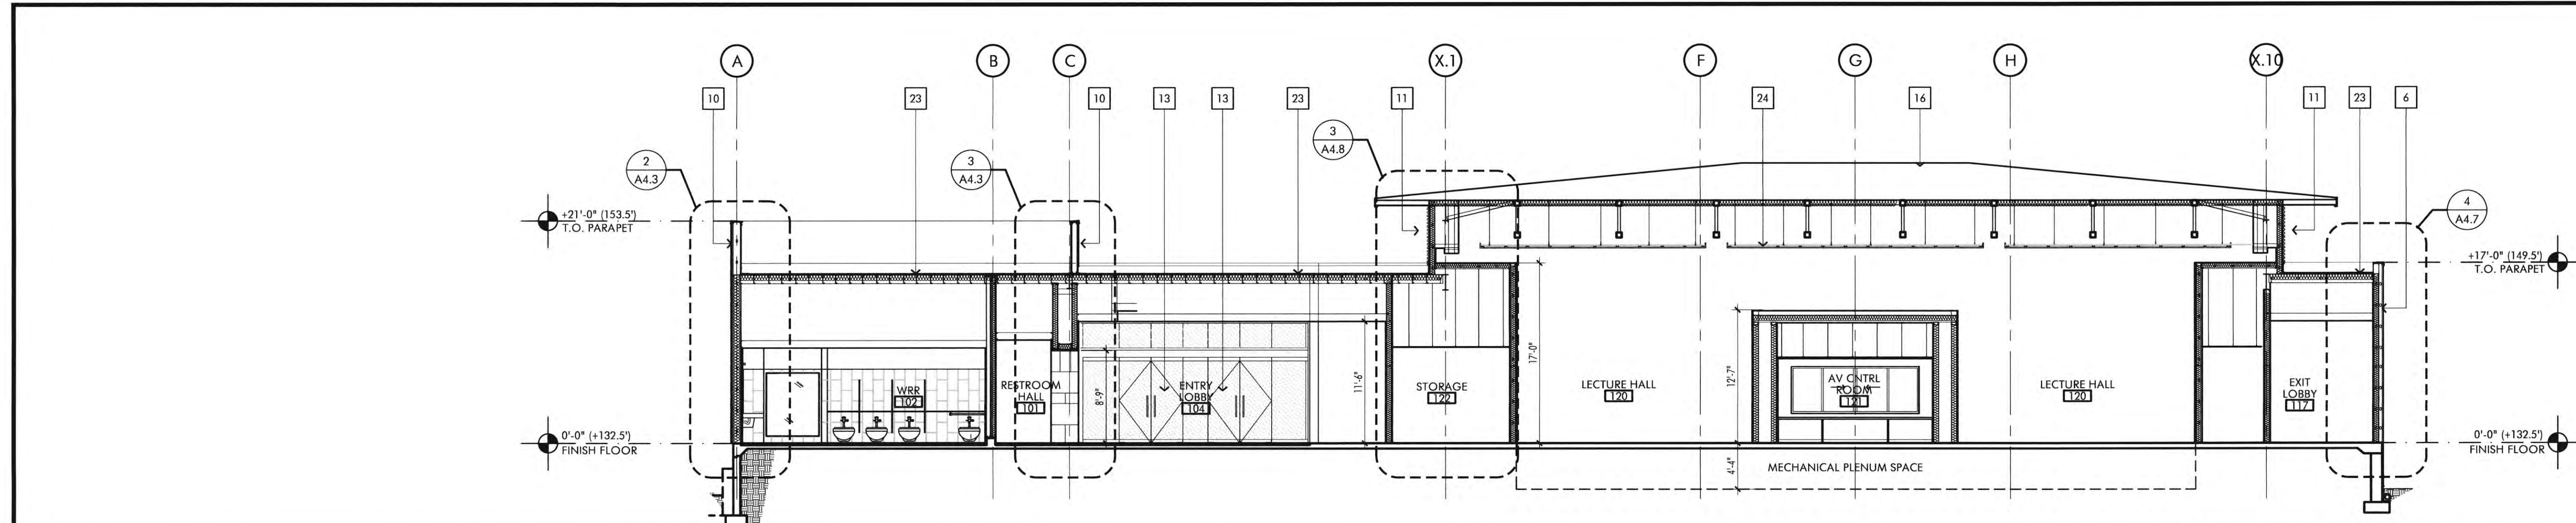 A
B
C
X.1
F
G
H
X.10
10
23
10
13
13
23
11
24
16
11
23
6
3
A4.8
2
A4.3
3
A4.3
4
A4.7
+21'-0" (153.5')
T.O. PARAPET
+17'-0" (149.5')
T.O. PARAPET
WRR
102
RESTROOM
HALL
101
8'-9"
ENTRY
LOBBY
104
11'-6"
STORAGE
122
17'-0"
LECTURE HALL
120
12'-7"
AV CNTRL
ROOM
121
LECTURE HALL
120
EXIT
LOBBY
117
0'-0" (+132.5')
FINISH FLOOR
0'-0" (+132.5')
FINISH FLOOR
4'-4"
MECHANICAL PLENUM SPACE